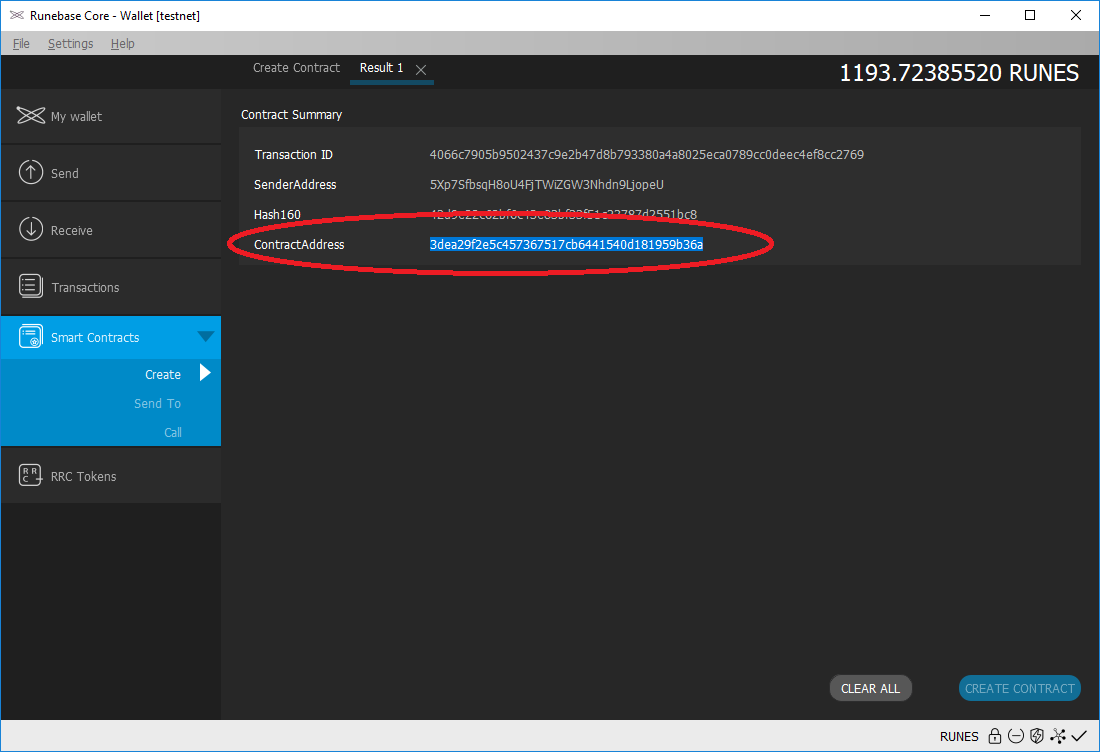 Runebase Core - Wallet [testnet]
File Settings Help
Create Contract Result 1
1193.72385520 RUNES
My wallet
Send
Receive
Transactions
Smart Contracts
Create
Send To
Call
RRC Tokens
Contract Summary
Transaction ID 4066c7905b9502437c9e2b47d8b793380a4a8025eca0789cc0deec4ef8cc2769
SenderAddress 5Xp7SfbsqH8oU4FjTWiZGW3Nhdn9LjopeU
Hash160
ContractAddress 3dea29f2e5c457367517cb6441540d181959b36a
CLEAR ALL CREATE CONTRACT
RUNES